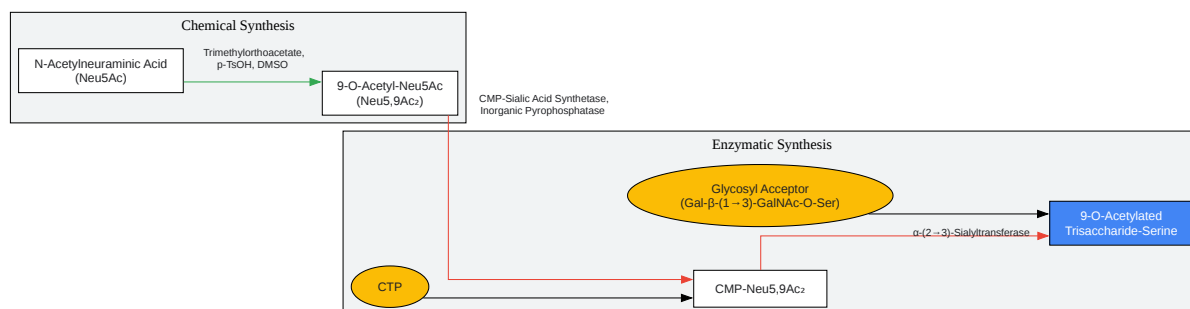 Chemical Synthesis
N-Acetylneuraminic Acid
(Neu5Ac)
Trimethylorthoacetate,
p-TsOH, DMSO
9-O-Acetyl-Neu5Ac
(Neu5,9Ac₂)
CMP-Sialic Acid Synthetase,
Inorganic Pyrophosphatase
Enzymatic Synthesis
Glycosyl Acceptor
(Gal-β-(1→3)-GalNAc-O-Ser)
9-O-Acetylated
Trisaccharide-Serine
α-(2→3)-Sialyltransferase
CTP
CMP-Neu5,9Ac₂